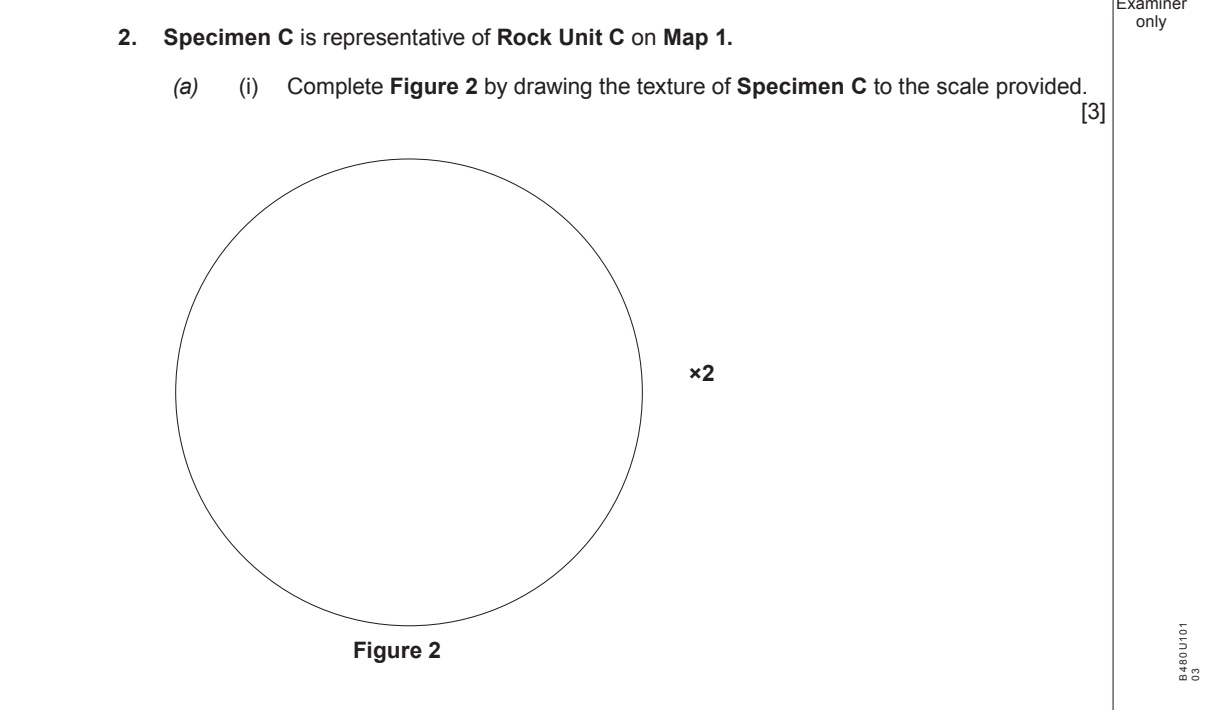 Examiner
only
2. Specimen C is representative of Rock Unit C on Map 1.
(a) (i) Complete Figure 2 by drawing the texture of Specimen C to the scale provided.
[3]
×2
Figure 2
B480U101
03